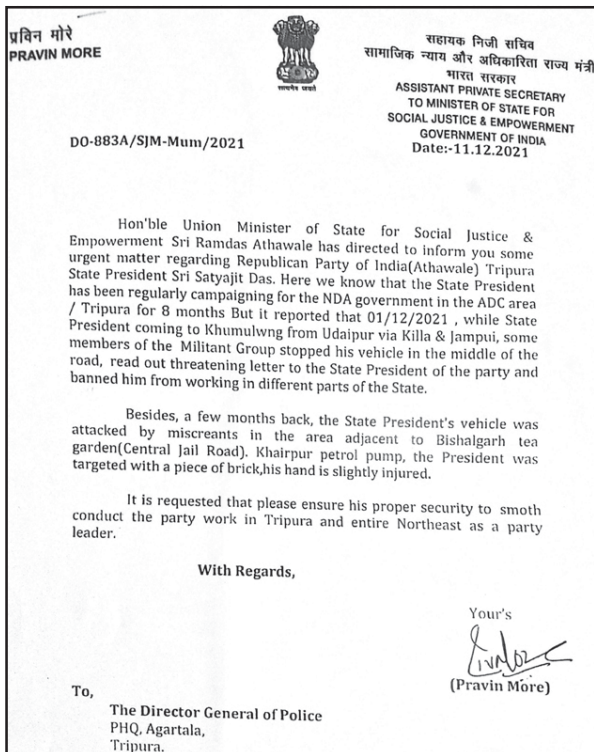 प्रविन मोरे
PRAVIN MORE
सत्यमेव जयते
सहायक निजी सचिव
सामाजिक न्याय और अधिकारिता राज्य मंत्री
भारत सरकार
ASSISTANT PRIVATE SECRETARY
TO MINISTER OF STATE FOR
SOCIAL JUSTICE & EMPOWERMENT
GOVERNMENT OF INDIA
DO-883A/SJM-Mum/2021
Date:-11.12.2021
Hon'ble Union Minister of State for Social Justice &
Empowerment Sri Ramdas Athawale has directed to inform you some
urgent matter regarding Republican Party of India(Athawale) Tripura
State President Sri Satyajit Das. Here we know that the State President
has been regularly campaigning for the NDA government in the ADC area
/ Tripura for 8 months But it reported that 01/12/2021 , while State
President coming to Khumulwng from Udaipur via Killa & Jampui, some
members of the Militant Group stopped his vehicle in the middle of the
road, read out threatening letter to the State President of the party and
banned him from working in different parts of the State.
Besides, a few months back, the State President's vehicle was
attacked by miscreants in the area adjacent to Bishalgarh tea
garden(Central Jail Road). Khairpur petrol pump, the President was
targeted with a piece of brick,his hand is slightly injured.
It is requested that please ensure his proper security to smoth
conduct the party work in Tripura and entire Northeast as a party
leader.
With Regards,
Your's
(Pravin More)
To,
The Director General of Police
PHQ, Agartala,
Tripura.